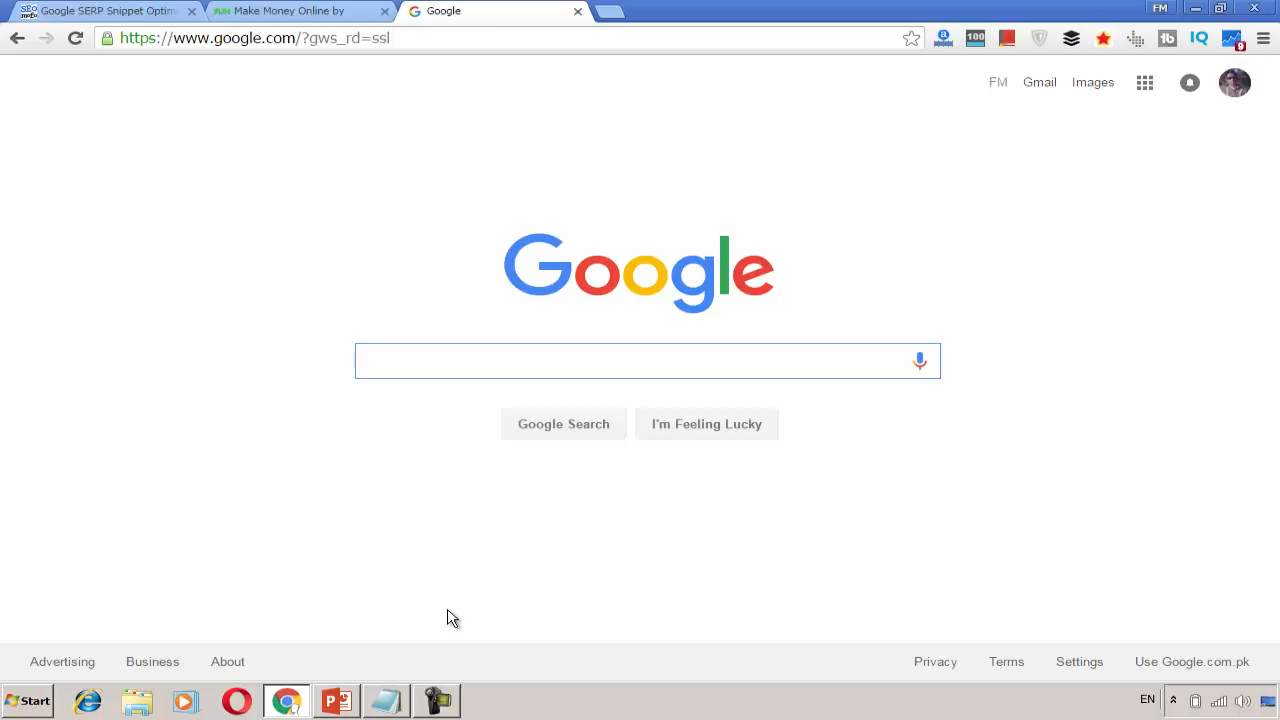 Google SERP Snippet Optim
Make Money Online by
Google
FM
https://www.google.com/?gws_rd=ssl
100
IQ
9
FM
Gmail
Images
Google
Google Search
I'm Feeling Lucky
Advertising
Business
About
Privacy
Terms
Settings
Use Google.com.pk
Start
EN